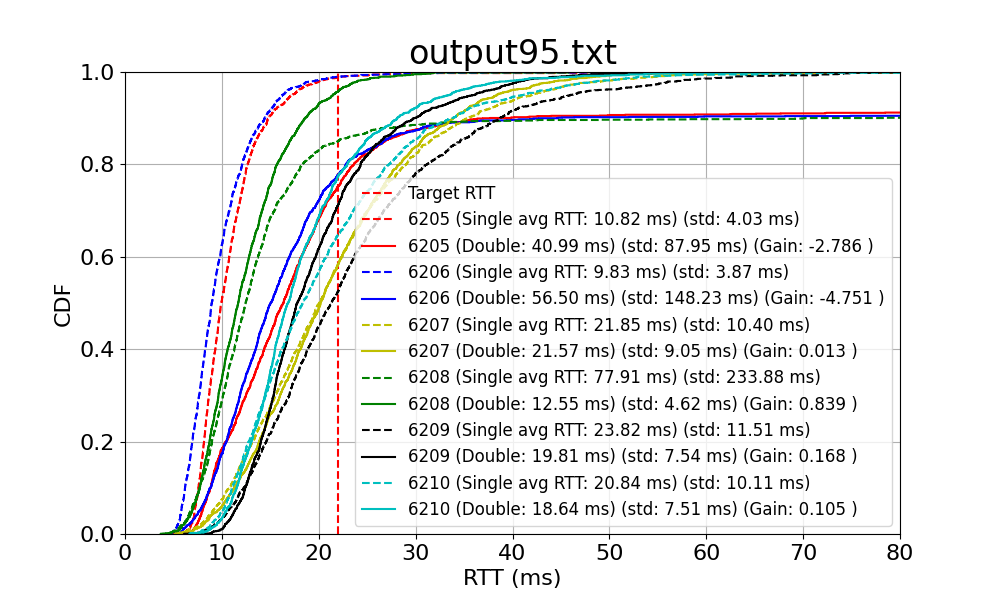 output95.txt
1.0
0.8
0.6
0.4
0.2
0.0
CDF
Target RTT
6205 (Single avg RTT: 10.82 ms) (std: 4.03 ms)
6205 (Double: 40.99 ms) (std: 87.95 ms) (Gain: -2.786 )
6206 (Single avg RTT: 9.83 ms) (std: 3.87 ms)
6206 (Double: 56.50 ms) (std: 148.23 ms) (Gain: -4.751 )
6207 (Single avg RTT: 21.85 ms) (std: 10.40 ms)
6207 (Double: 21.57 ms) (std: 9.05 ms) (Gain: 0.013 )
6208 (Single avg RTT: 77.91 ms) (std: 233.88 ms)
6208 (Double: 12.55 ms) (std: 4.62 ms) (Gain: 0.839 )
6209 (Single avg RTT: 23.82 ms) (std: 11.51 ms)
6209 (Double: 19.81 ms) (std: 7.54 ms) (Gain: 0.168 )
6210 (Single avg RTT: 20.84 ms) (std: 10.11 ms)
6210 (Double: 18.64 ms) (std: 7.51 ms) (Gain: 0.105 )
0 10 20 30 40 50 60 70 80
RTT (ms)